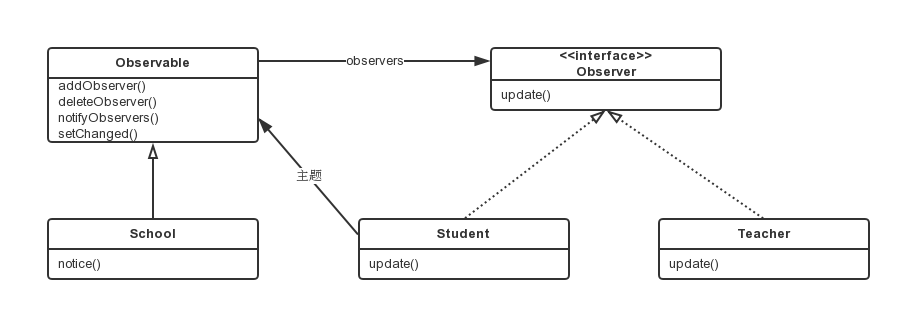 Observable
addObserver()
deleteObserver()
notifyObservers()
setChanged()
observers
<<interface>>
Observer
update()
主题
School
notice()
Student
update()
Teacher
update()